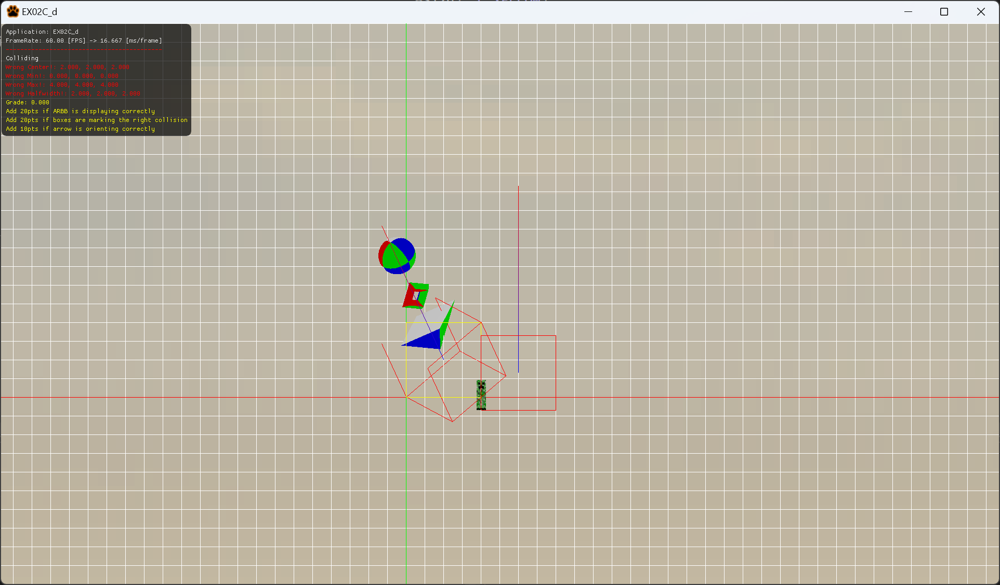 EX02C_d
Application: EX02C_d
FrameRate: 60.00 [FPS] -> 16.667 [ms/frame]
Colliding
Wrong Center!: 2.000, 2.000, 2.000
Wrong Min!: 0.000, 0.000, 0.000
Wrong Max!: 4.000, 4.000, 4.000
Wrong Halfwidth!: 2.000, 2.000, 2.000
Grade: 0.000
Add 20pts if ARBB is displaying correctly
Add 20pts if boxes are marking the right collision
Add 10pts if arrow is orienting correctly